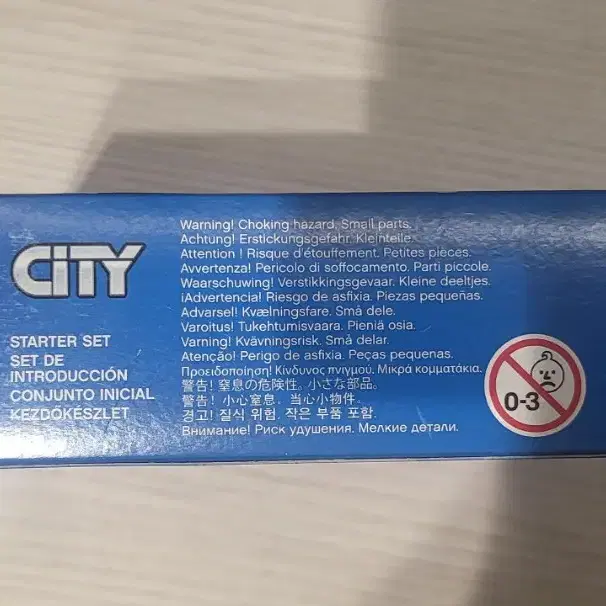 CITY
STARTER SET
SET DE
INTRODUCCIÓN
CONJUNTO INICIAL
KEZDŐKÉSZLET
Warning! Choking hazard. Small parts.
Achtung! Erstickungsgefahr. Kleinteile.
Attention ! Risque d'étouffement. Petites pièces.
Avvertenza! Pericolo di soffocamento. Parti piccole.
Waarschuwing! Verstikkingsgevaar. Kleine deeltjes.
¡Advertencia! Riesgo de asfixia. Piezas pequeñas.
Advarsel! Kvælningsfare. Små dele.
Varoitus! Tukehtumisvaara. Pieniä osia.
Varning! Kvävningsrisk. Små delar.
Atenção! Perigo de asfixia. Peças pequenas.
Προειδοποίηση! Κίνδυνος πνιγμού. Μικρά κομματάκια.
警告! 窒息の危険性。小さな部品。
警告! 小心窒息。当心小物件。
경고! 질식 위험. 작은 부품 포함.
Внимание! Риск удушения. Мелкие детали.
0-3